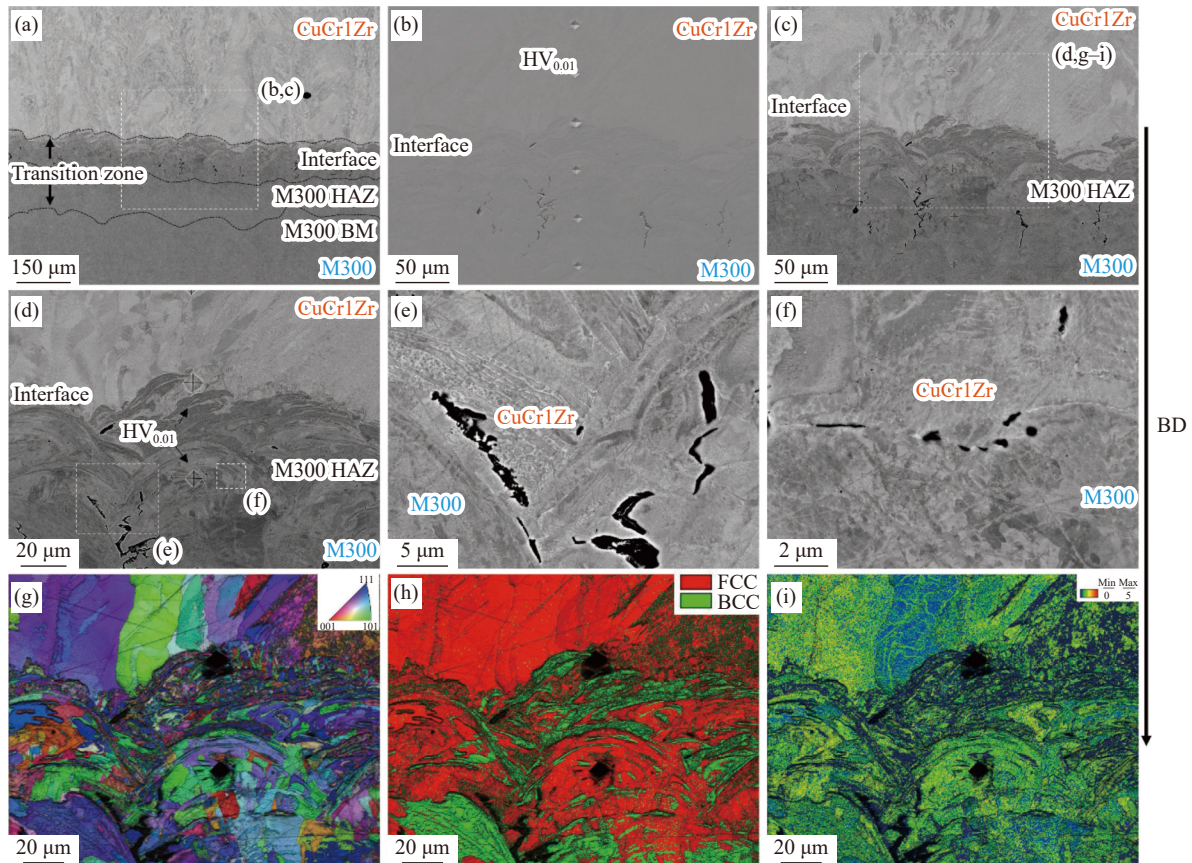 (a)
CuCr1Zr
(b,c)
Interface
Transition zone
M300 HAZ
M300 BM
M300
150 μm
(b)
CuCr1Zr
HV0.01
Interface
M300
50 μm
(c)
CuCr1Zr
(d,g–i)
Interface
M300 HAZ
M300
50 μm
(d)
CuCr1Zr
Interface
HV0.01
M300 HAZ
(f)
(e)
M300
20 μm
(e)
CuCr1Zr
M300
5 μm
(f)
CuCr1Zr
M300
2 μm
BD
(g)
111
001 101
20 μm
(h)
FCC
BCC
20 μm
(i)
Min Max
0 5
20 μm